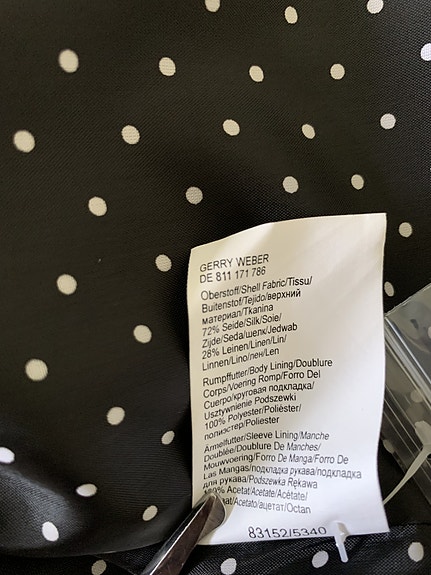 GERRY WEBER
DE 811 171 786
Oberstoff/Shell Fabric/Tissu/
Buitenstof/Tejido/верхний
материал/Tkanina
72% Seide/Silk/Soie/
Zijde/Seda/шелк/Jedwab
28% Leinen/Linen/Lin/
Linnen/Lino/лен/Len
Rumpffutter/Body Lining/Doublure
Corps/Voering Romp/Forro Del
Cuerpo/круговая подкладка/
Usztywnienie Podszewki
100% Polyester/Poliéster/
полиэстер/Poliester
Ärmelfutter/Sleeve Lining/Manche
Doublée/Doublure De Manches/
Mouwvoering/Forro De Manga/Forro De
Las Mangas/подкладка рукава/подкладка
для рукава/Podszewka Rękawa
Acetat/Acetate/Acétate/
Acetato/ацетат/Octan
83152/5340